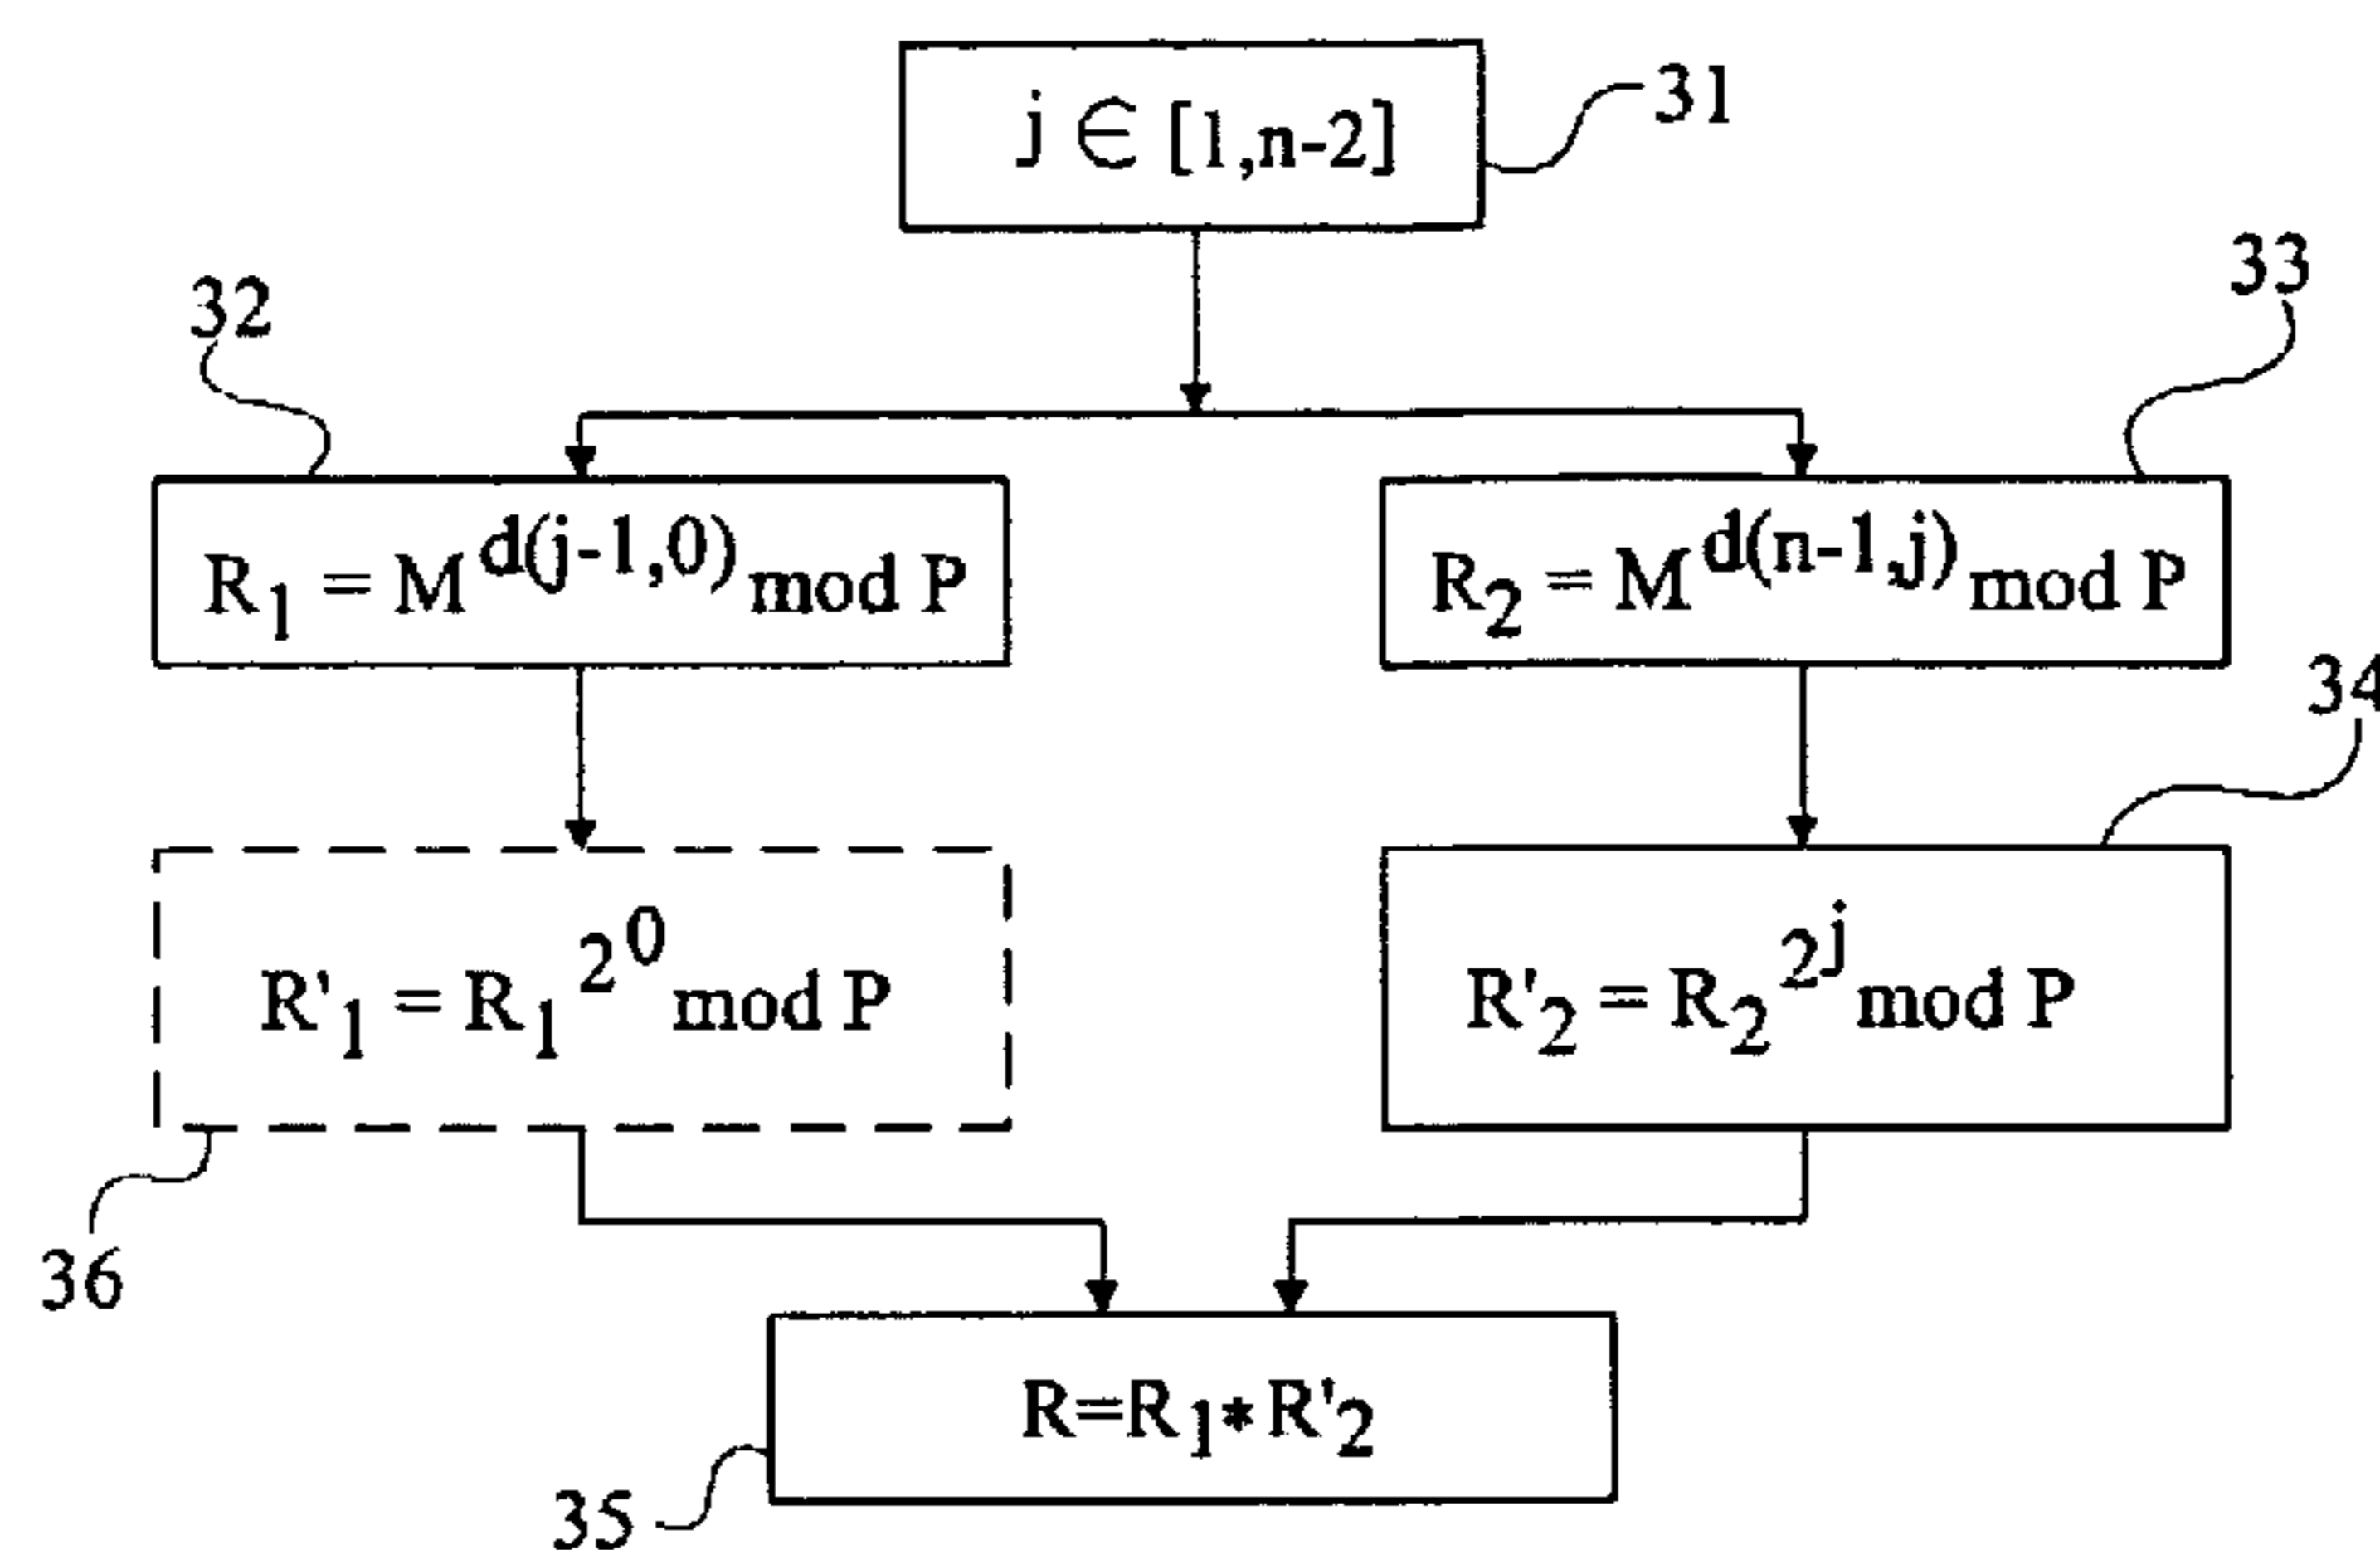 j ∈ [1,n-2]
31
32
33
R₁ = M^d(j-1,0) mod P
R₂ = M^d(n-1,j) mod P
34
R'₁ = R₁^2^0 mod P
R'₂ = R₂^2^j mod P
36
R=R₁*R'₂
35